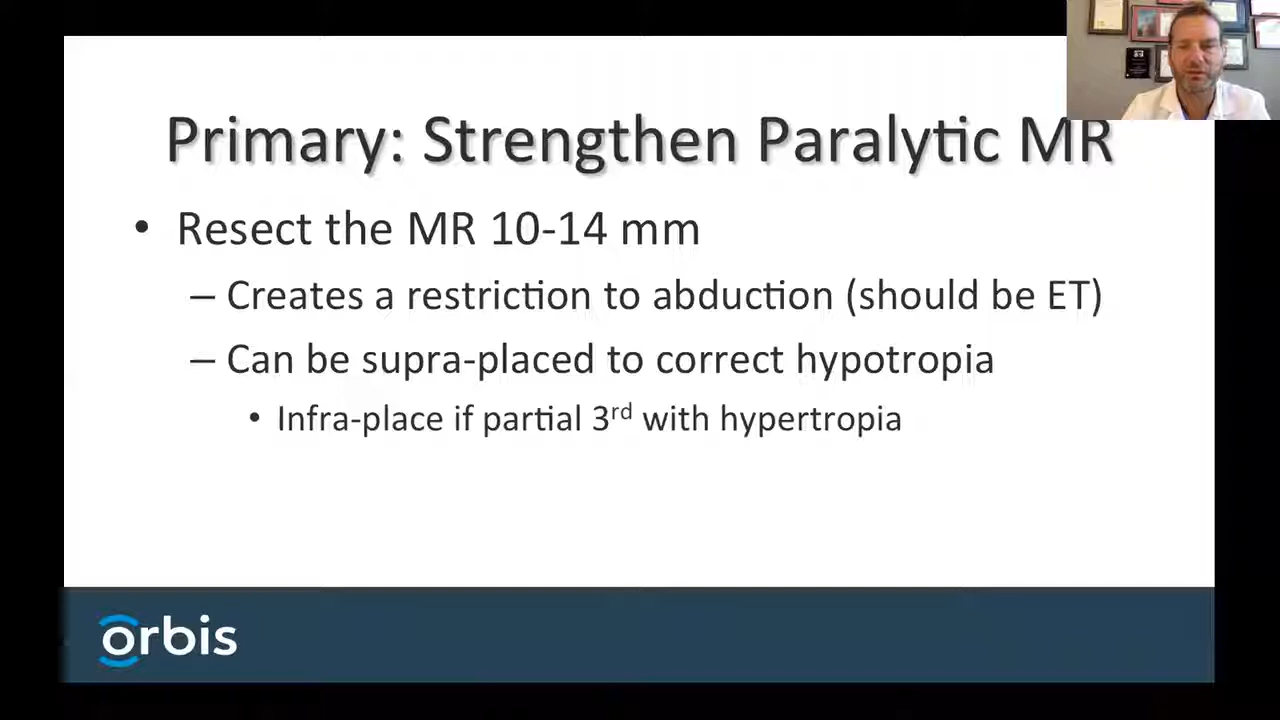 Primary: Strengthen Paralytic MR
• Resect the MR 10-14 mm
– Creates a restriction to abduction (should be ET)
– Can be supra-placed to correct hypotropia
• Infra-place if partial 3rd with hypertropia
orbis